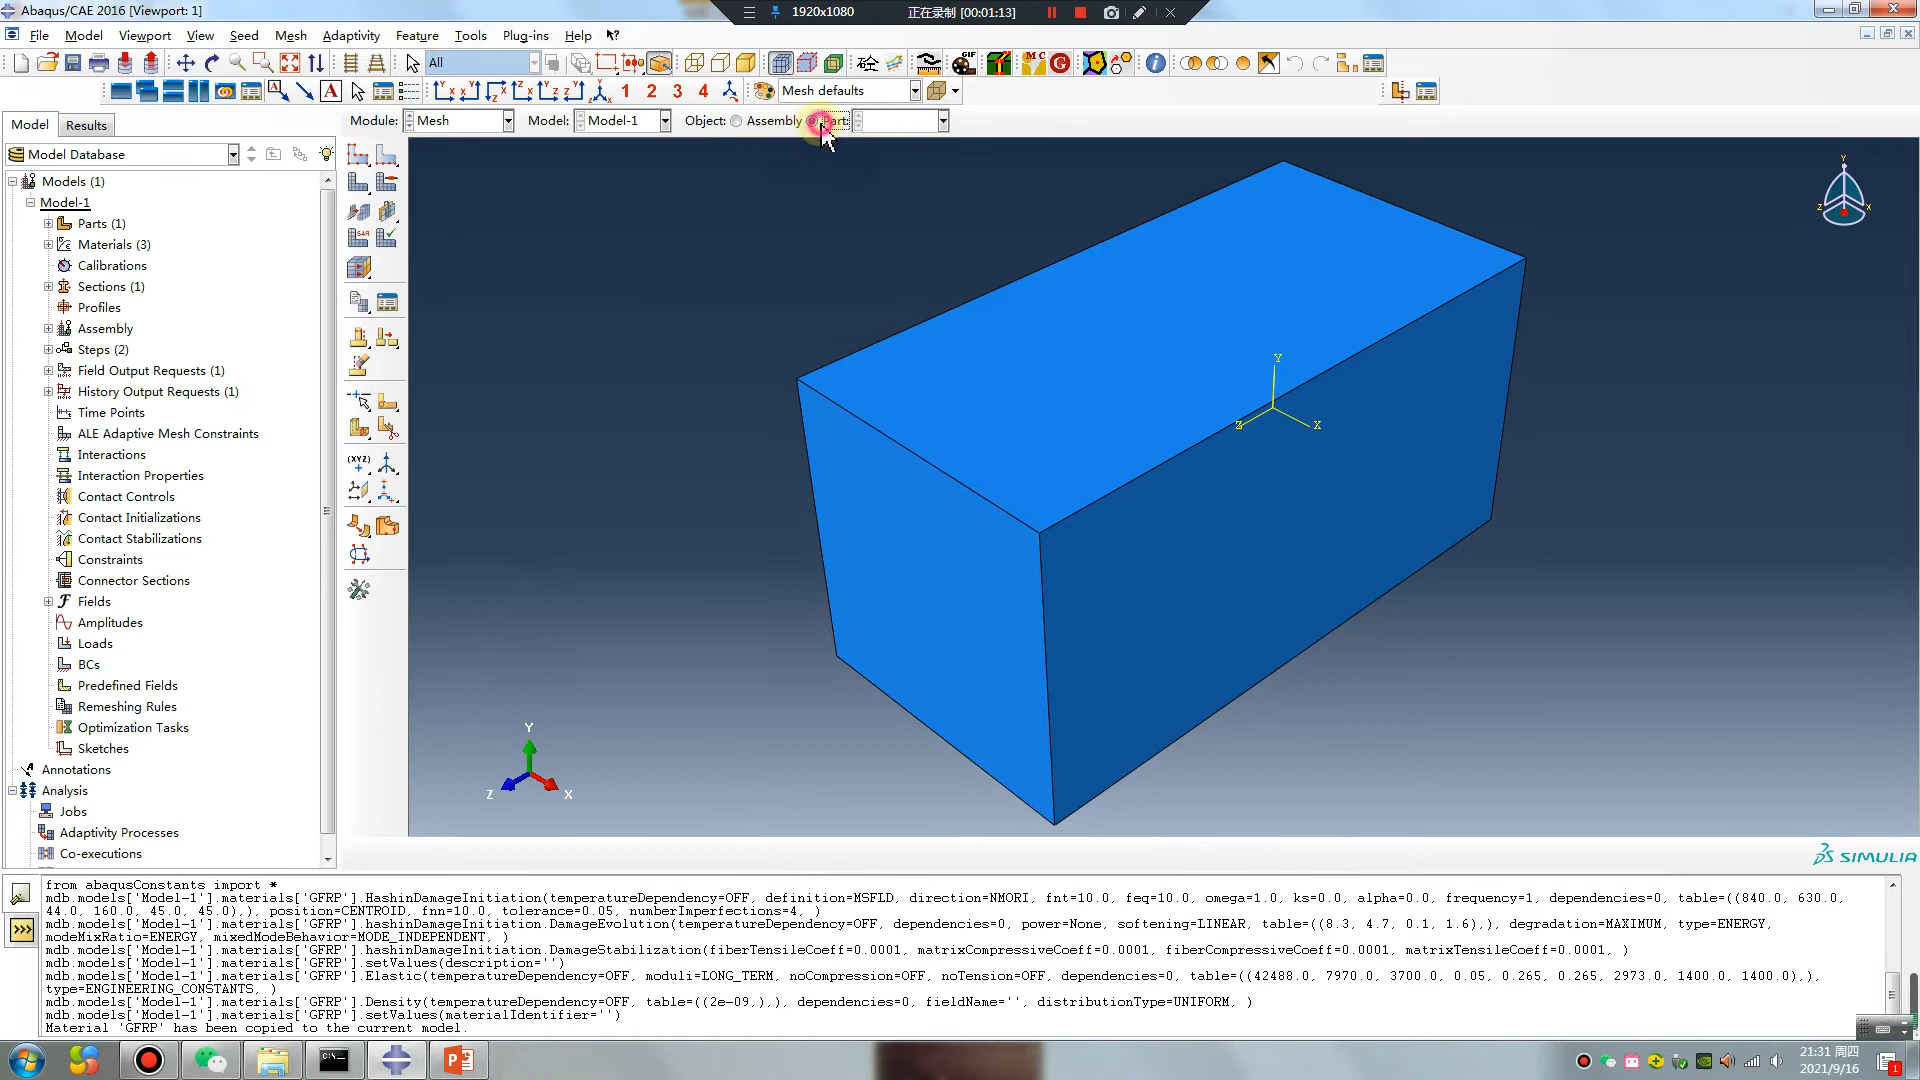 Abaqus/CAE 2016 [Viewport: 1]
1920x1080
正在录制 [00:01:13]
File Model Viewport View Seed Mesh Adaptivity Feature Tools Plug-ins Help
All
1 2 3 4
Mesh defaults
Model Results
Module: Mesh Model: Model-1 Object: Assembly Part:
Model Database
Models (1)
Model-1
Parts (1)
Materials (3)
Calibrations
Sections (1)
Profiles
Assembly
Steps (2)
Field Output Requests (1)
History Output Requests (1)
Time Points
ALE Adaptive Mesh Constraints
Interactions
Interaction Properties
Contact Controls
Contact Initializations
Contact Stabilizations
Constraints
Connector Sections
Fields
Amplitudes
Loads
BCs
Predefined Fields
Remeshing Rules
Optimization Tasks
Sketches
Annotations
Analysis
Jobs
Adaptivity Processes
Co-executions
Y
Z X
Y
Z X
Y
Z X
SIMULIA
from abaqusConstants import *
mdb.models['Model-1'].materials['GFRP'].HashinDamageInitiation(temperatureDependency=OFF, definition=MSFLD, direction=NMORI, fnt=10.0, feq=10.0, omega=1.0, ks=0.0, alpha=0.0, frequency=1, dependencies=0, table=((840.0, 630.0,
44.0, 160.0, 45.0, 45.0),), position=CENTROID, fnn=10.0, tolerance=0.05, numberImperfections=4, )
mdb.models['Model-1'].materials['GFRP'].hashinDamageInitiation.DamageEvolution(temperatureDependency=OFF, dependencies=0, power=None, softening=LINEAR, table=((8.3, 4.7, 0.1, 1.6),), degradation=MAXIMUM, type=ENERGY,
modeMixRatio=ENERGY, mixedModeBehavior=MODE_INDEPENDENT, )
mdb.models['Model-1'].materials['GFRP'].hashinDamageInitiation.DamageStabilization(fiberTensileCoeff=0.0001, matrixCompressiveCoeff=0.0001, fiberCompressiveCoeff=0.0001, matrixTensileCoeff=0.0001, )
mdb.models['Model-1'].materials['GFRP'].setValues(description='')
mdb.models['Model-1'].materials['GFRP'].Elastic(temperatureDependency=OFF, moduli=LONG_TERM, noCompression=OFF, noTension=OFF, dependencies=0, table=((42488.0, 7970.0, 3700.0, 0.05, 0.265, 0.265, 2973.0, 1400.0, 1400.0),),
type=ENGINEERING_CONSTANTS, )
mdb.models['Model-1'].materials['GFRP'].Density(temperatureDependency=OFF, table=((2e-09,),), dependencies=0, fieldName='', distributionType=UNIFORM, )
mdb.models['Model-1'].materials['GFRP'].setValues(materialIdentifier='')
Material 'GFRP' has been copied to the current model.
21:31 周四
2021/9/16